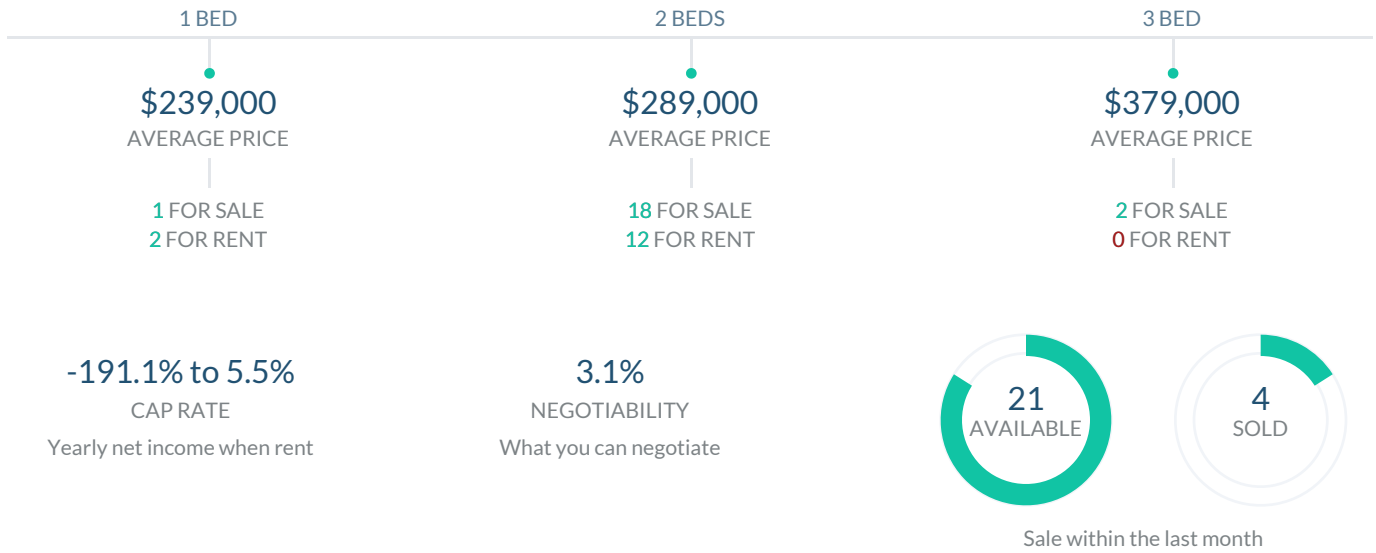 1 BED
2 BEDS
3 BED
$239,000
AVERAGE PRICE
1 FOR SALE
2 FOR RENT
$289,000
AVERAGE PRICE
18 FOR SALE
12 FOR RENT
$379,000
AVERAGE PRICE
2 FOR SALE
0 FOR RENT
-191.1% to 5.5%
CAP RATE
Yearly net income when rent
3.1%
NEGOTIABILITY
What you can negotiate
21
AVAILABLE
4
SOLD
Sale within the last month